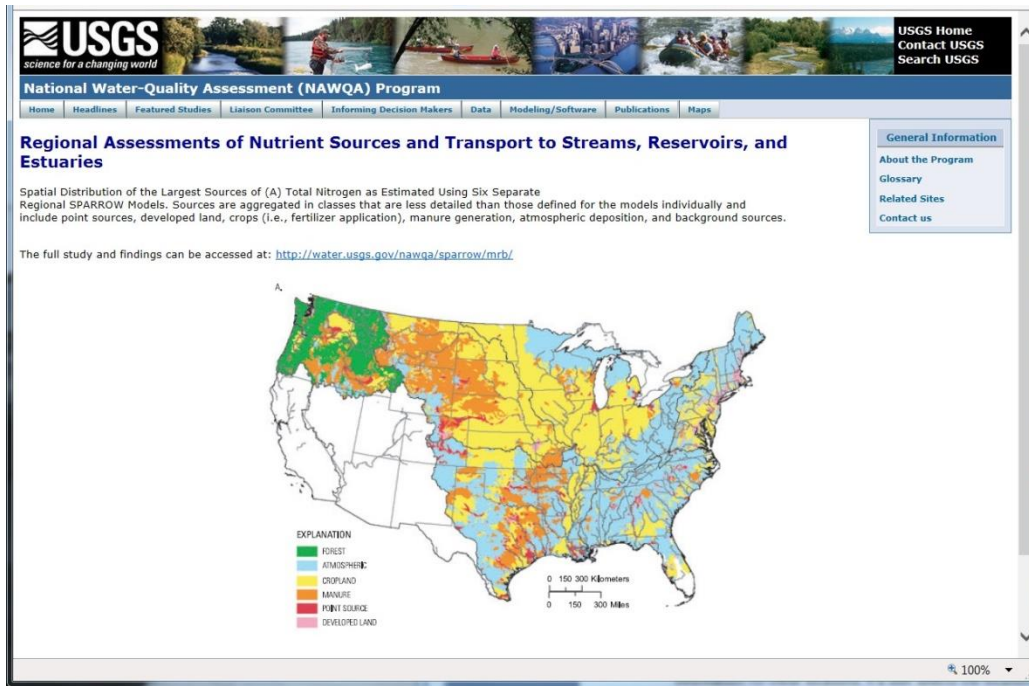 USGS
science for a changing world
USGS Home
Contact USGS
Search USGS
National Water-Quality Assessment (NAWQA) Program
Home Headlines Featured Studies Liaison Committee Informing Decision Makers Data Modeling/Software Publications Maps
Regional Assessments of Nutrient Sources and Transport to Streams, Reservoirs, and
Estuaries
General Information
About the Program
Glossary
Related Sites
Contact us
Spatial Distribution of the Largest Sources of (A) Total Nitrogen as Estimated Using Six Separate
Regional SPARROW Models. Sources are aggregated in classes that are less detailed than those defined for the models individually and
include point sources, developed land, crops (i.e., fertilizer application), manure generation, atmospheric deposition, and background sources.
The full study and findings can be accessed at: http://water.usgs.gov/nawqa/sparrow/mrb/
A.
EXPLANATION
FOREST
ATMOSPHERIC
CROPLAND
MANURE
POINT SOURCE
DEVELOPED LAND
0 150 300 Kilometers
0 150 300 Miles
100%